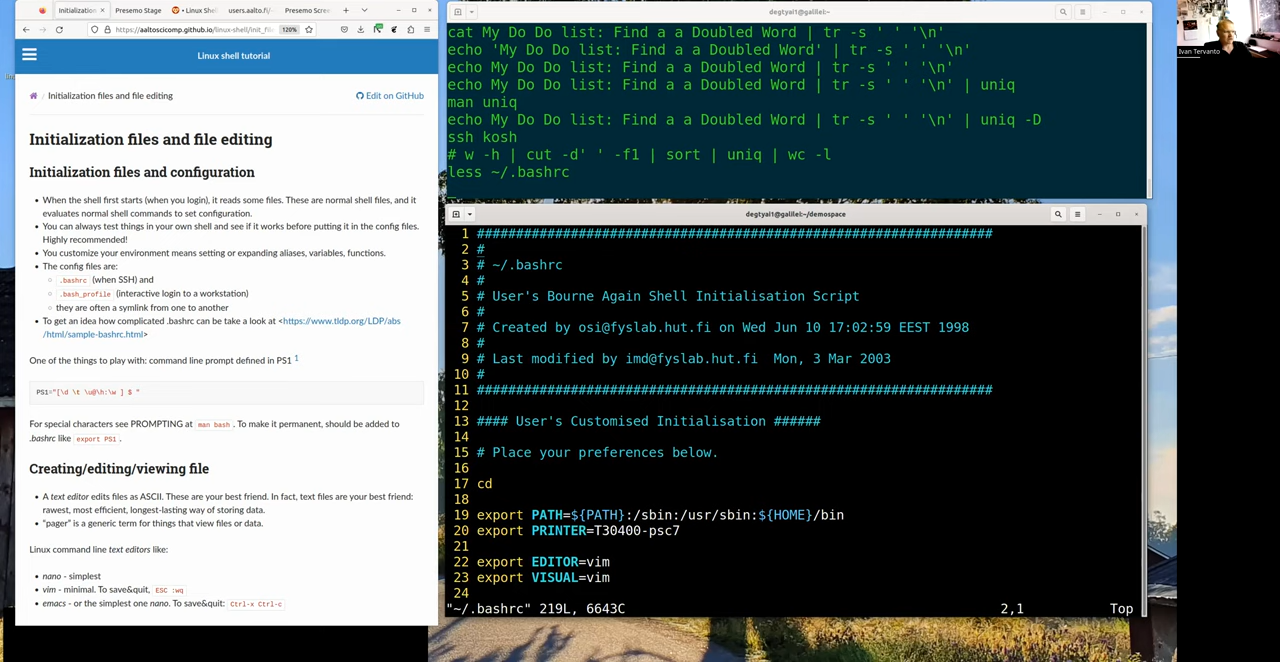 Initialization
Presemo Stage
Linux Shel
users.aalto.fi/~
Presemo Scree
https://aaltoscicomp.github.io/linux-shell/init_fil
120%
Linux shell tutorial
/ Initialization files and file editing
Edit on GitHub
Initialization files and file editing
Initialization files and configuration
• When the shell first starts (when you login), it reads some files. These are normal shell files, and it
evaluates normal shell commands to set configuration.
• You can always test things in your own shell and see if it works before putting it in the config files.
Highly recommended!
• You customize your environment means setting or expanding aliases, variables, functions.
• The config files are:
.bashrc (when SSH) and
.bash_profile (interactive login to a workstation)
they are often a symlink from one to another
• To get an idea how complicated .bashrc can be take a look at <https://www.tldp.org/LDP/abs
/html/sample-bashrc.html>
One of the things to play with: command line prompt defined in PS1 1
PS1="[\d \t \u@\h:\w ] $ "
For special characters see PROMPTING at man bash . To make it permanent, should be added to
.bashrc like export PS1 .
Creating/editing/viewing file
• A text editor edits files as ASCII. These are your best friend. In fact, text files are your best friend:
rawest, most efficient, longest-lasting way of storing data.
• "pager" is a generic term for things that view files or data.
Linux command line text editors like:
• nano - simplest
• vim - minimal. To save&quit, ESC :wq
• emacs - or the simplest one nano. To save&quit: Ctrl-x Ctrl-c
degtyai1@galilei:~
cat My Do Do list: Find a a Doubled Word | tr -s ' ' '\n'
echo 'My Do Do list: Find a a Doubled Word' | tr -s ' ' '\n'
echo My Do Do list: Find a a Doubled Word | tr -s ' ' '\n'
echo My Do Do list: Find a a Doubled Word | tr -s ' ' '\n' | uniq
man uniq
echo My Do Do list: Find a a Doubled Word | tr -s ' ' '\n' | uniq -D
ssh kosh
# w -h | cut -d' ' -f1 | sort | uniq | wc -l
less ~/.bashrc
degtyai1@galilei:~/demospace
1 ##################################################################
2 #
3 # ~/.bashrc
4 #
5 # User's Bourne Again Shell Initialisation Script
6 #
7 # Created by osi@fyslab.hut.fi on Wed Jun 10 17:02:59 EEST 1998
8 #
9 # Last modified by imd@fyslab.hut.fi  Mon, 3 Mar 2003
10 #
11 ##################################################################
12
13 #### User's Customised Initialisation ######
14
15 # Place your preferences below.
16
17 cd
18
19 export PATH=${PATH}:/sbin:/usr/sbin:${HOME}/bin
20 export PRINTER=T30400-psc7
21
22 export EDITOR=vim
23 export VISUAL=vim
24
"~/.bashrc" 219L, 6643C
2,1
Top
Ivan Tervanto